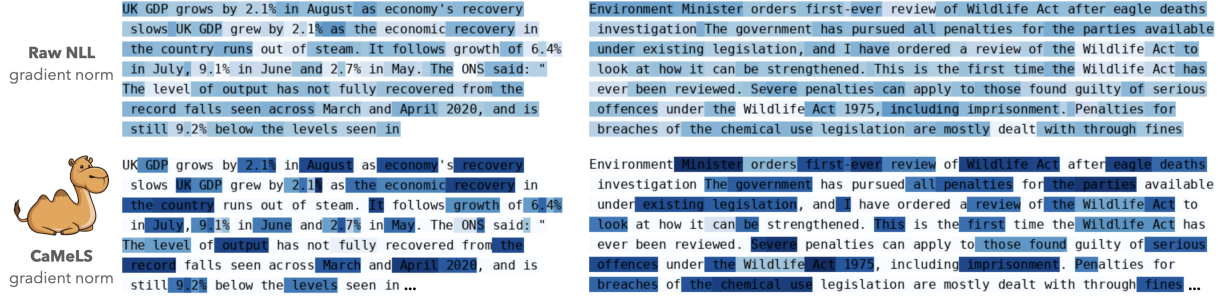 Raw NLL
gradient norm
UK GDP grows by 2.1% in August as economy's recovery
slows UK GDP grew by 2.1% as the economic recovery in
the country runs out of steam. It follows growth of 6.4%
in July, 9.1% in June and 2.7% in May. The ONS said: "
The level of output has not fully recovered from the
record falls seen across March and April 2020, and is
still 9.2% below the levels seen in
Environment Minister orders first-ever review of Wildlife Act after eagle deaths
investigation The government has pursued all penalties for the parties available
under existing legislation, and I have ordered a review of the Wildlife Act to
look at how it can be strengthened. This is the first time the Wildlife Act has
ever been reviewed. Severe penalties can apply to those found guilty of serious
offences under the Wildlife Act 1975, including imprisonment. Penalties for
breaches of the chemical use legislation are mostly dealt with through fines
CaMeLS
gradient norm
UK GDP grows by 2.1% in August as economy's recovery
slows UK GDP grew by 2.1% as the economic recovery in
the country runs out of steam. It follows growth of 6.4%
in July, 9.1% in June and 2.7% in May. The ONS said: "
The level of output has not fully recovered from the
record falls seen across March and April 2020, and is
still 9.2% below the levels seen in ...
Environment Minister orders first-ever review of Wildlife Act after eagle deaths
investigation The government has pursued all penalties for the parties available
under existing legislation, and I have ordered a review of the Wildlife Act to
look at how it can be strengthened. This is the first time the Wildlife Act has
ever been reviewed. Severe penalties can apply to those found guilty of serious
offences under the Wildlife Act 1975, including imprisonment. Penalties for
breaches of the chemical use legislation are mostly dealt with through fines ...